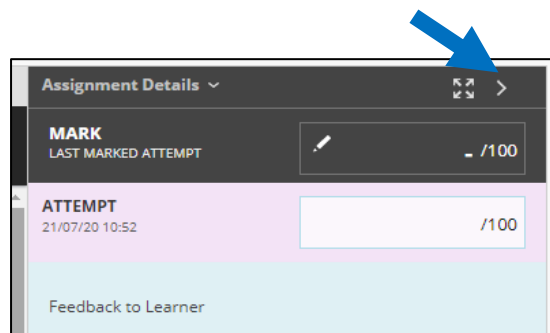 Assignment Details
MARK
LAST MARKED ATTEMPT
- /100
ATTEMPT
21/07/20 10:52
/100
Feedback to Learner